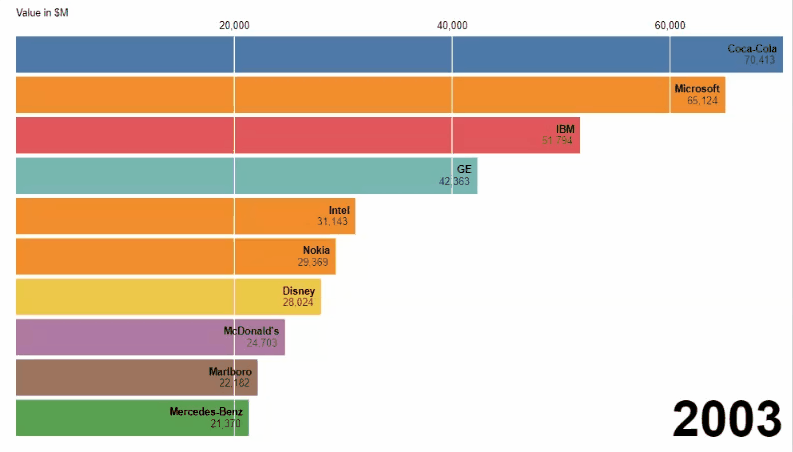 Value in $M
20,000 40,000 60,000
Coca-Cola
70,413
Microsoft
65,124
IBM
51,764
GE
42,363
Intel
31,143
Nokia
29,369
Disney
28,024
McDonald's
24,703
Marlboro
22,182
Mercedes-Benz
21,370
2003